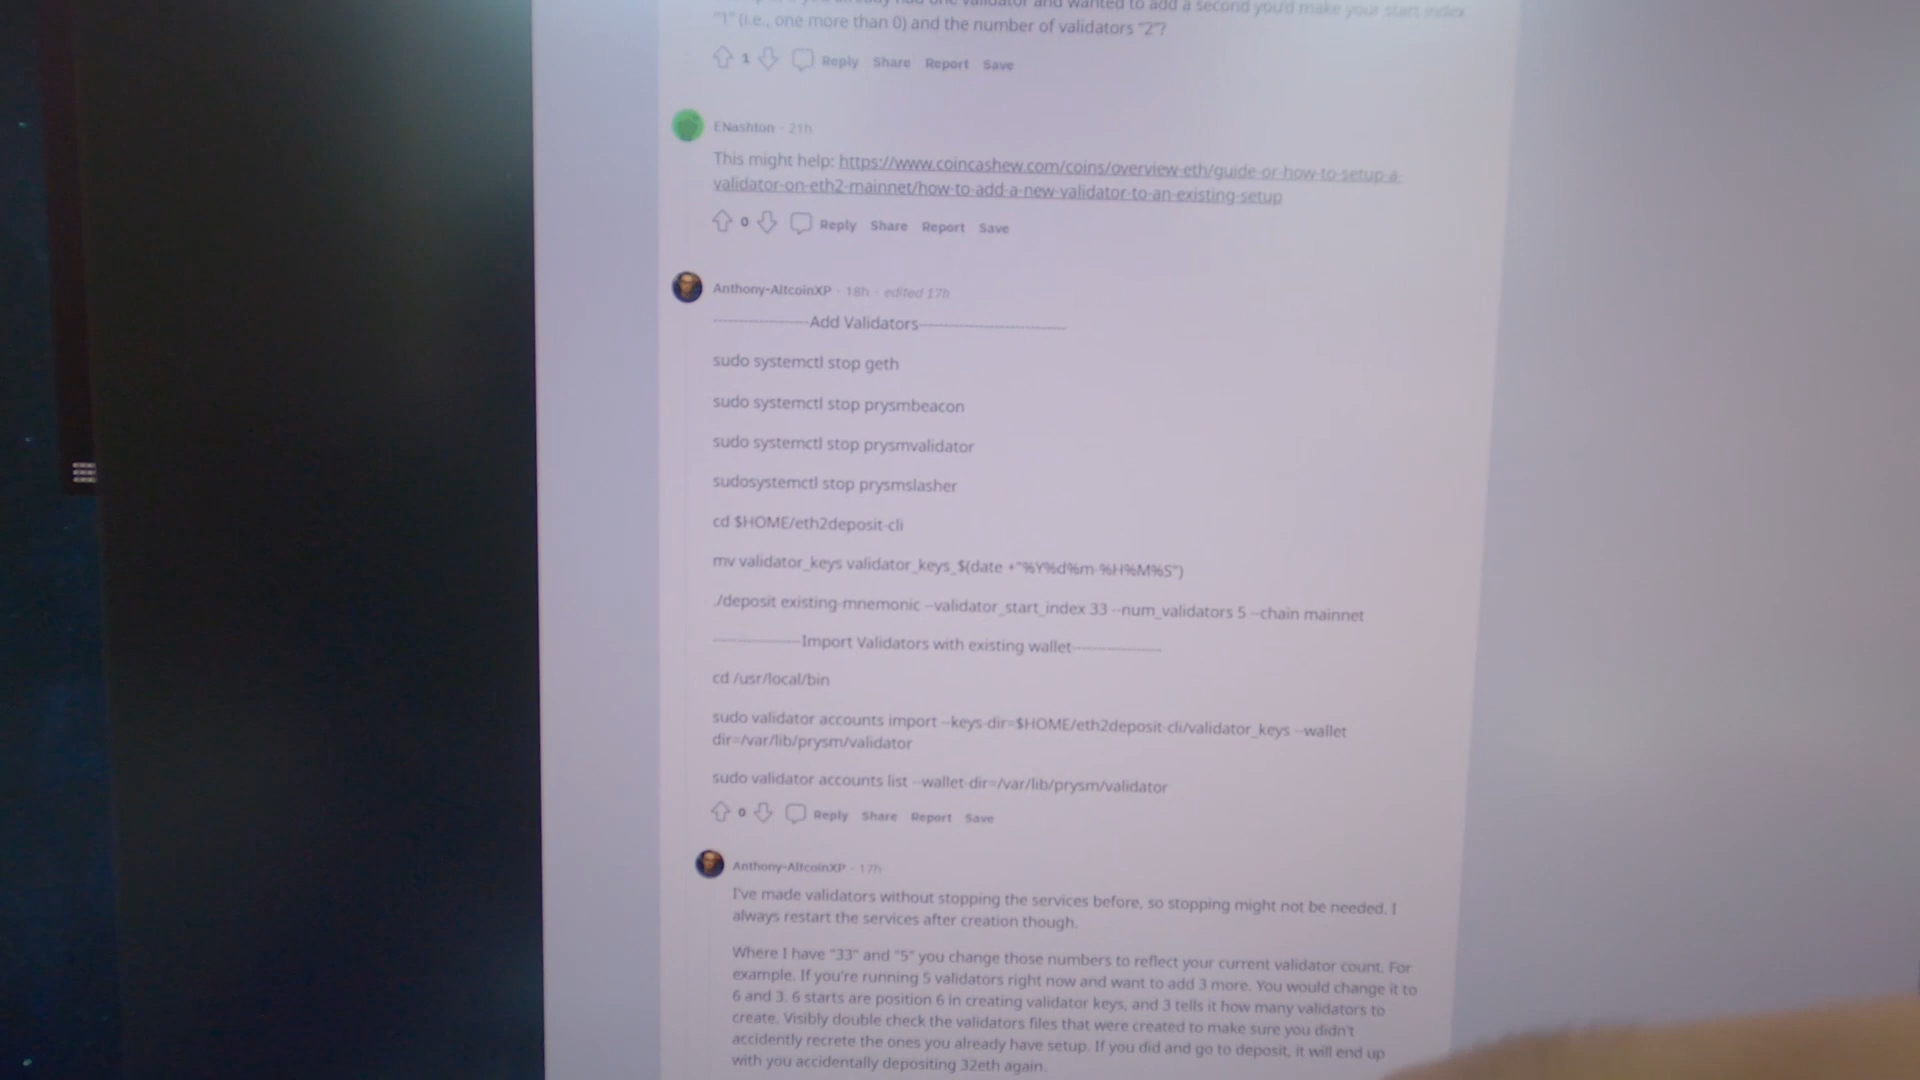 validator and wanted to add a second you'd make your start index
"1" (i.e., one more than 0) and the number of validators "2"?
1 Reply Share Report Save
ENashton · 21h
This might help: https://www.coincashew.com/coins/overview-eth/guide-or-how-to-setup-a-
validator-on-eth2-mainnet/how-to-add-a-new-validator-to-an-existing-setup
0 Reply Share Report Save
Anthony-AltcoinXP · 18h · edited 17h
--------------------Add Validators-------------------------------
sudo systemctl stop geth
sudo systemctl stop prysmbeacon
sudo systemctl stop prysmvalidator
sudosystemctl stop prysmslasher
cd $HOME/eth2deposit-cli
mv validator_keys validator_keys_$(date +"%Y%d%m-%H%M%S")
./deposit existing-mnemonic --validator_start_index 33 --num_validators 5 --chain mainnet
-------------------Import Validators with existing wallet-------------------
cd /usr/local/bin
sudo validator accounts import --keys-dir=$HOME/eth2deposit-cli/validator_keys --wallet
dir=/var/lib/prysm/validator
sudo validator accounts list --wallet-dir=/var/lib/prysm/validator
0 Reply Share Report Save
Anthony-AltcoinXP · 17h
I've made validators without stopping the services before, so stopping might not be needed. I
always restart the services after creation though.
Where I have "33" and "5" you change those numbers to reflect your current validator count. For
example. If you're running 5 validators right now and want to add 3 more. You would change it to
6 and 3. 6 starts are position 6 in creating validator keys, and 3 tells it how many validators to
create. Visibly double check the validators files that were created to make sure you didn't
accidently recrete the ones you already have setup. If you did and go to deposit, it will end up
with you accidentally depositing 32eth again.